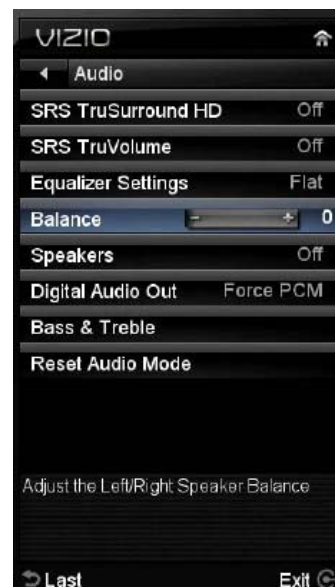 VIZIO
Audio
SRS TruSurround HD Off
SRS TruVolume Off
Equalizer Settings Flat
Balance - + 0
Speakers Off
Digital Audio Out Force PCM
Bass & Treble
Reset Audio Mode
Adjust the Left/Right Speaker Balance
Last Exit